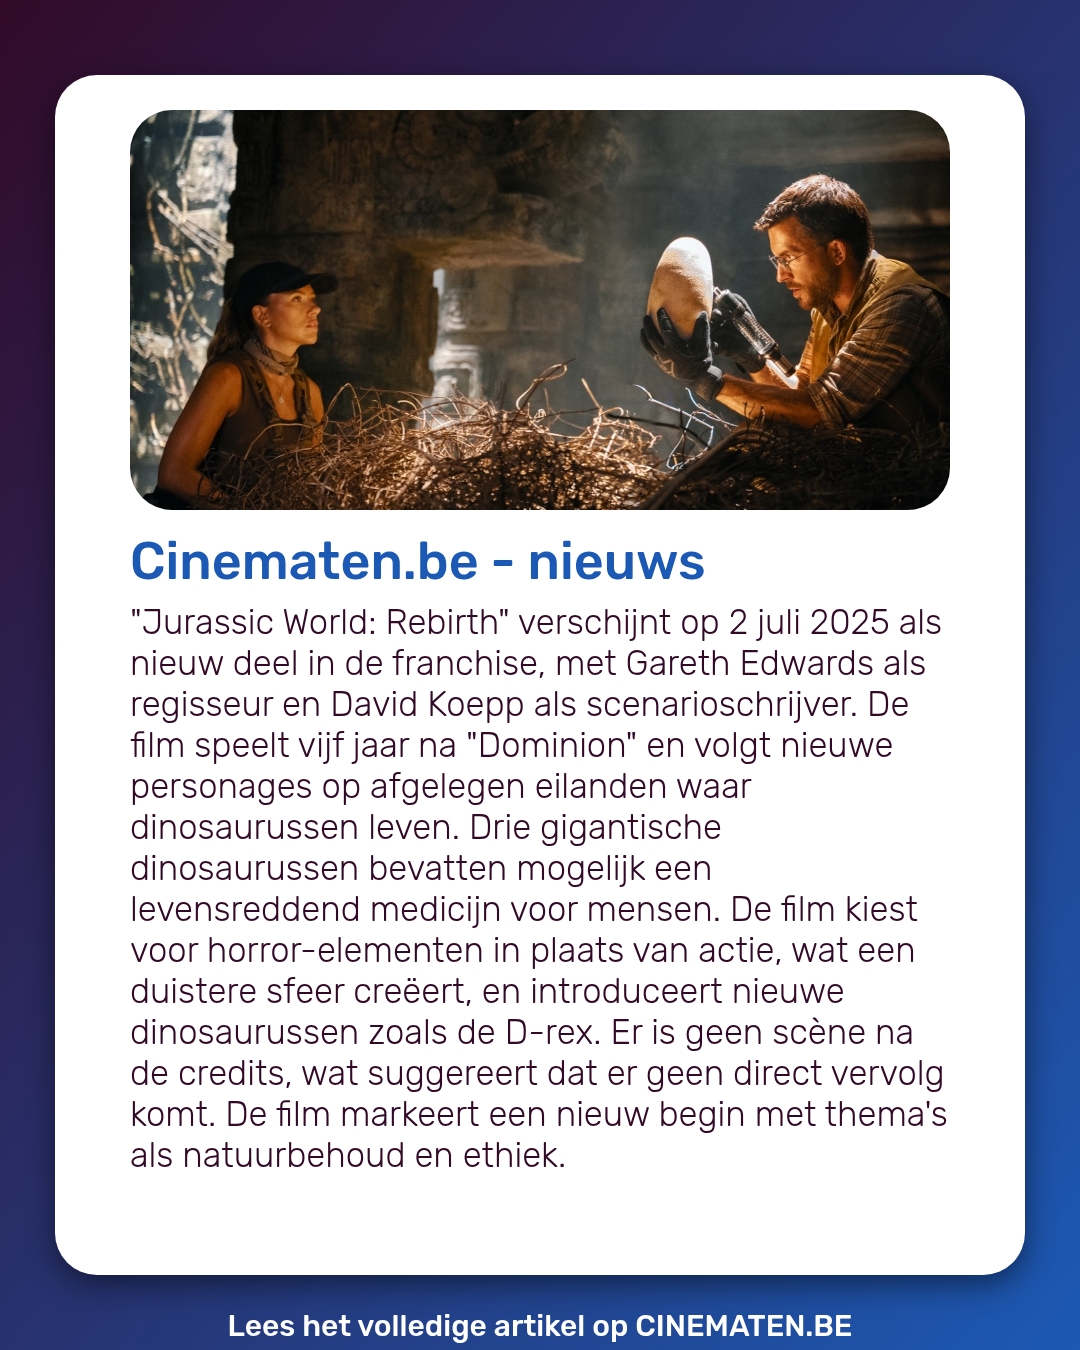 Cinematen.be - nieuws
"Jurassic World: Rebirth" verschijnt op 2 juli 2025 als
nieuw deel in de franchise, met Gareth Edwards als
regisseur en David Koepp als scenarioschrijver. De
film speelt vijf jaar na "Dominion" en volgt nieuwe
personages op afgelegen eilanden waar
dinosaurussen leven. Drie gigantische
dinosaurussen bevatten mogelijk een
levensreddend medicijn voor mensen. De film kiest
voor horror-elementen in plaats van actie, wat een
duistere sfeer creëert, en introduceert nieuwe
dinosaurussen zoals de D-rex. Er is geen scène na
de credits, wat suggereert dat er geen direct vervolg
komt. De film markeert een nieuw begin met thema's
als natuurbehoud en ethiek.
Lees het volledige artikel op CINEMATEN.BE